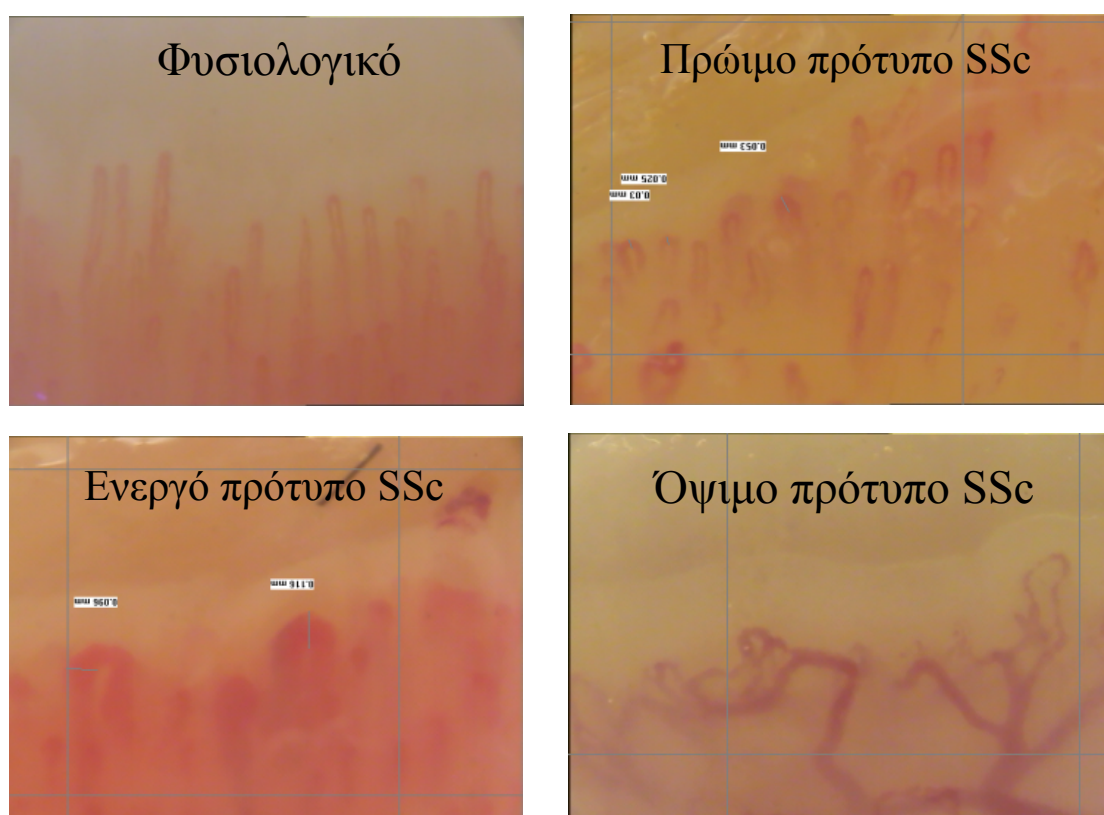 Φυσιολογικό
Πρώιμο πρότυπο SSc
0.053 mm
0.025 mm
0.03 mm
Ενεργό πρότυπο SSc
0.116 mm
0.096 mm
Όψιμο πρότυπο SSc